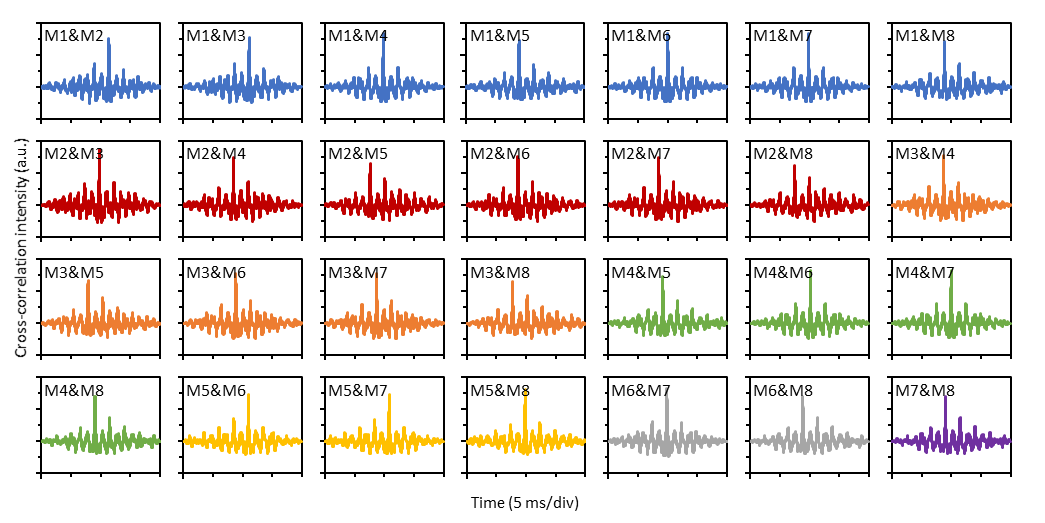 M1&M2
M1&M3
M1&M4
M1&M5
M1&M6
M1&M7
M1&M8
M2&M3
M2&M4
M2&M5
M2&M6
M2&M7
M2&M8
M3&M4
M3&M5
M3&M6
M3&M7
M3&M8
M4&M5
M4&M6
M4&M7
M4&M8
M5&M6
M5&M7
M5&M8
M6&M7
M6&M8
M7&M8
Cross-correlation intensity (a.u.)
Time (5 ms/div)